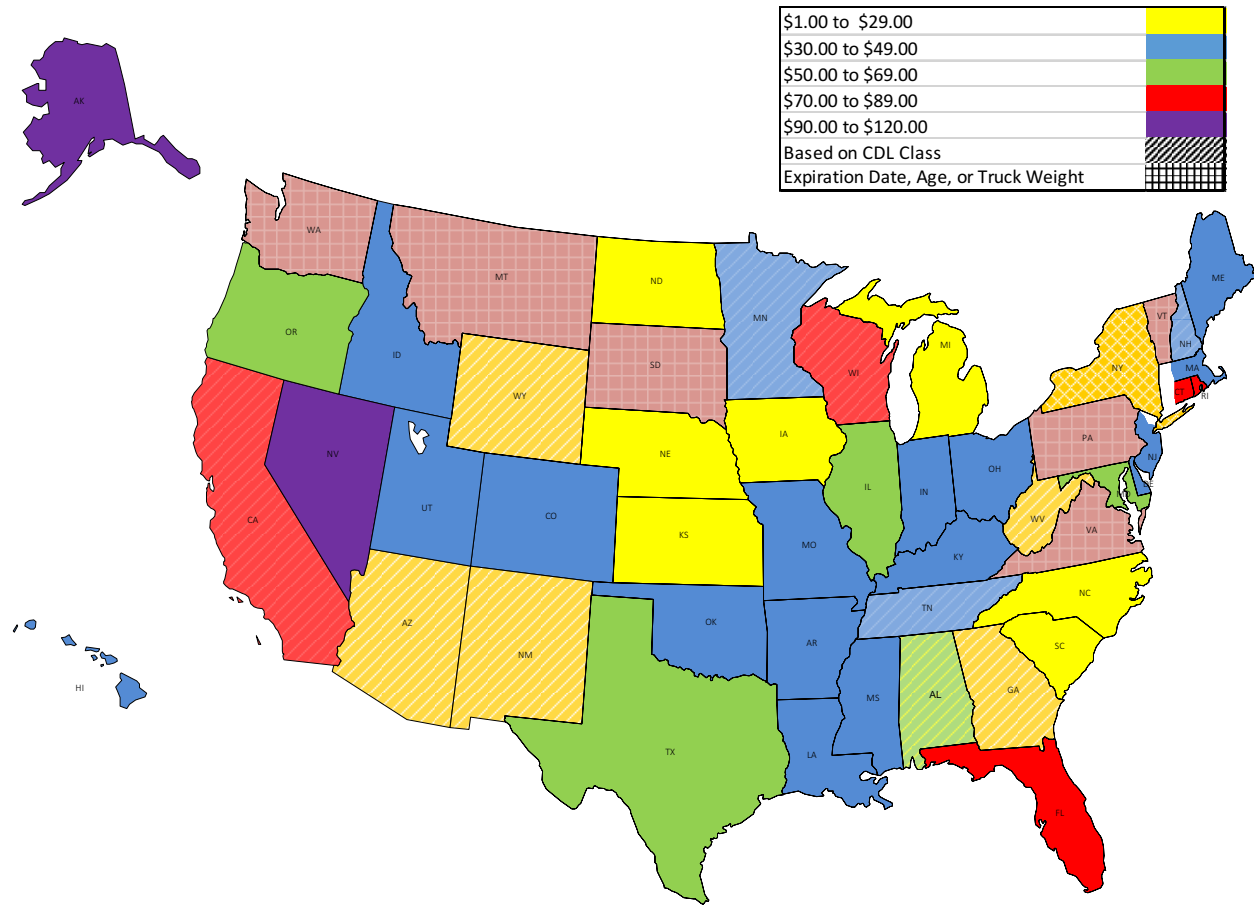 $1.00 to  $29.00
$30.00 to $49.00
$50.00 to $69.00
$70.00 to $89.00
$90.00 to $120.00
Based on CDL Class
Expiration Date, Age, or Truck Weight
AK
WA
MT
ND
MN
ME
OR
ID
WY
SD
WI
MI
NY
VT
NH
MA
CT
RI
NV
CA
UT
CO
NE
IA
KS
MO
IL
IN
OH
PA
NJ
DE
MD
WV
VA
KY
TN
NC
SC
AZ
NM
OK
AR
MS
AL
GA
HI
TX
LA
FL